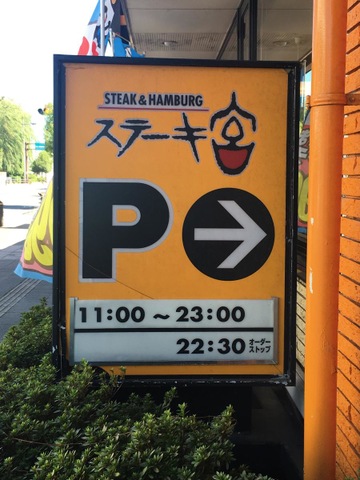 STEAK & HAMBURG
ステーキ宮
P
11:00 ~ 23:00
22:30 オーダー
ストップ